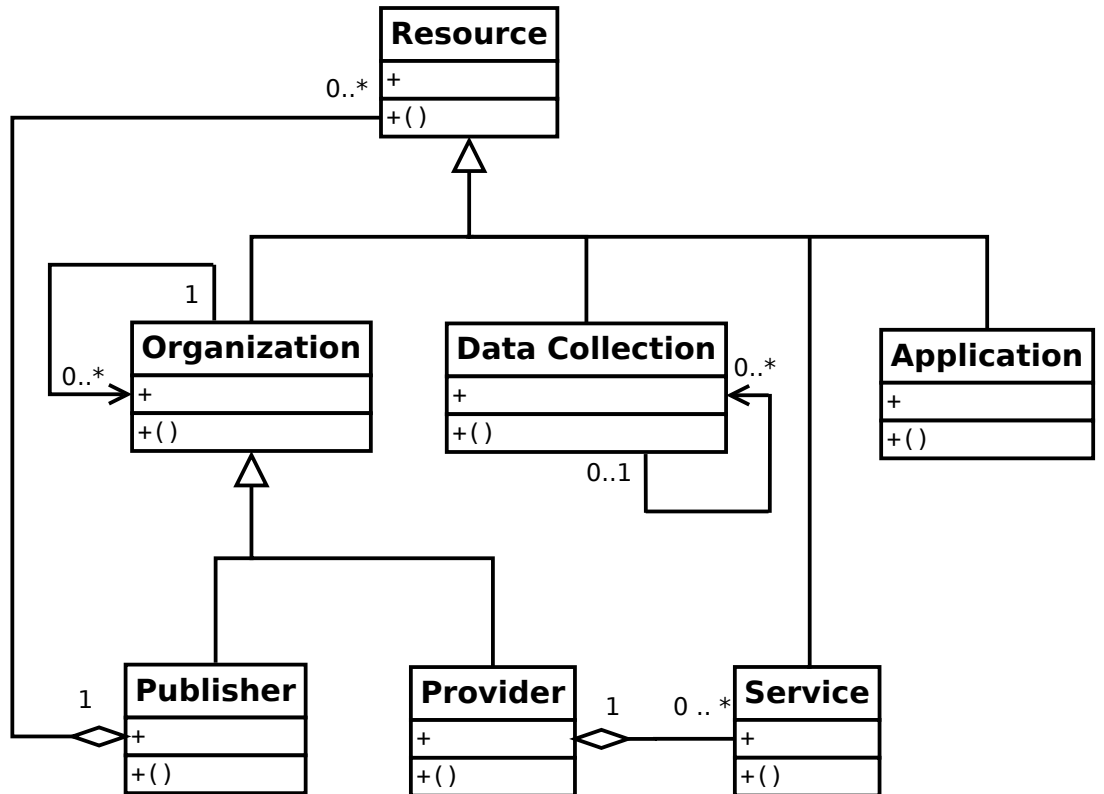 Resource
+
0..*
+()
1
Organization
0..*
+
+()
Data Collection
0..*
+
+()
0..1
Application
+
+()
Publisher
1
+
+()
Provider
1
+
+()
0 .. *
Service
+
+()